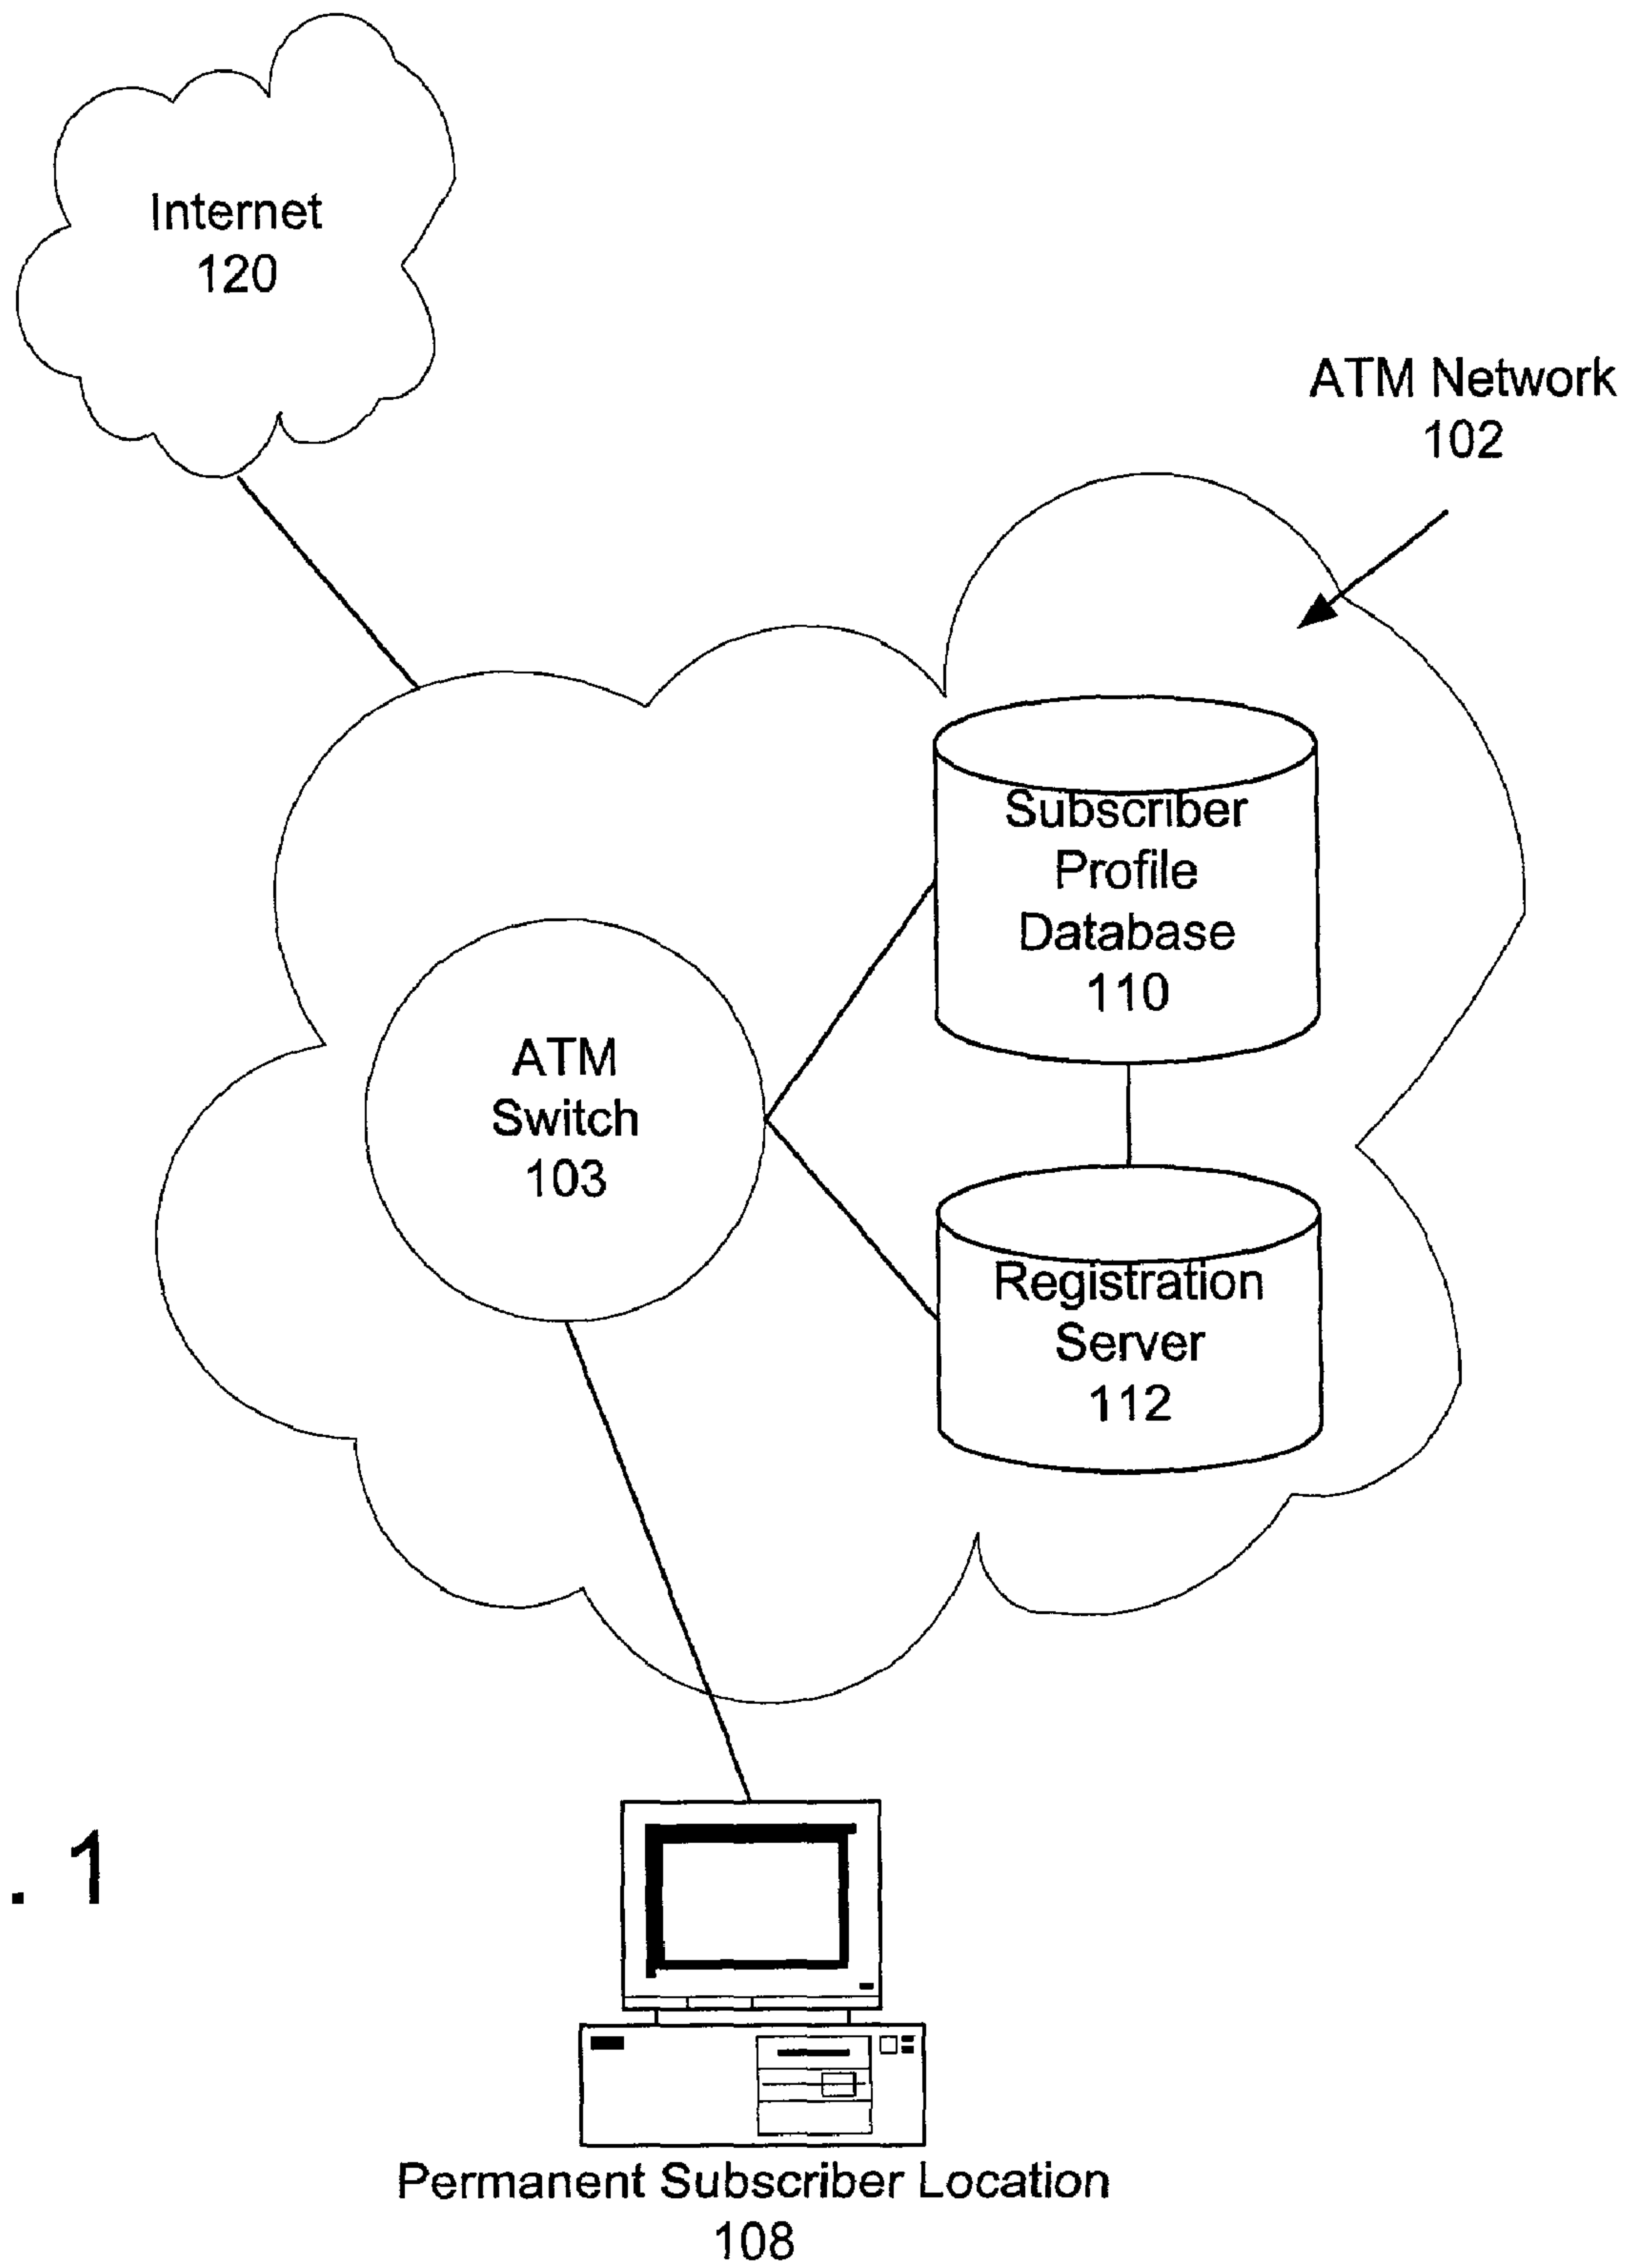 Internet
120
ATM Network
102
Subscriber
Profile
Database
110
ATM
Switch
103
Registration
Server
112
. 1
Permanent Subscriber Location
108